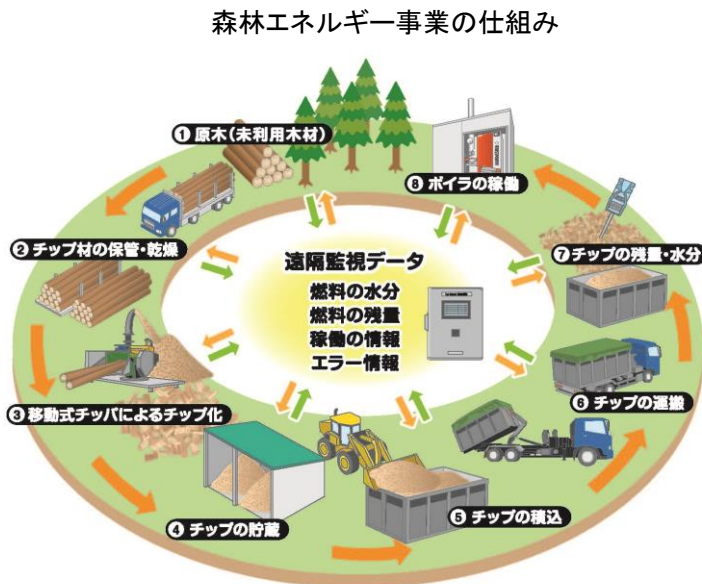 森林エネルギー事業の仕組み
① 原木(未利用木材)
② チップ材の保管・乾燥
③ 移動式チッパによるチップ化
④ チップの貯蔵
⑤ チップの積込
⑥ チップの運搬
⑦ チップの残量・水分
⑧ ボイラの稼働
遠隔監視データ
燃料の水分
燃料の残量
稼働の情報
エラー情報